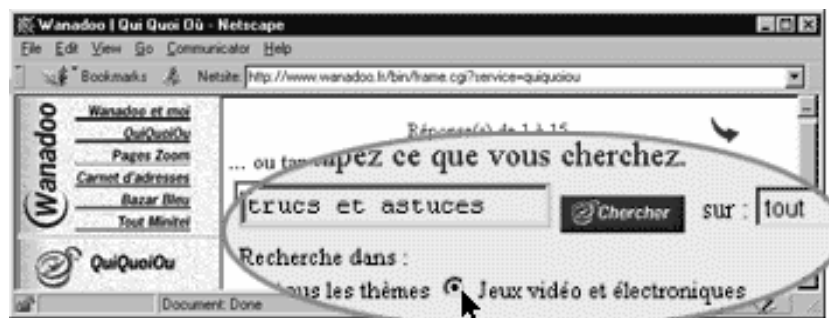 Wanadoo | Qui Quoi Où - Netscape
File Edit View Go Communicator Help
Bookmarks Netsite: http://www.wanadoo.fr/bin/frame.cgi?service=quiquoiou
Wanadoo
Wanadoo et moi
QuiQuoiOu
Pages Zoom
Carnet d'adresses
Bazar Bleu
Tout Minitel
QuiQuoiOu
Réponse(s) de 1 à 15
... ou tapez ce que vous cherchez.
trucs et astuces Chercher sur : tout
Recherche dans :
tous les thèmes Jeux vidéo et électroniques
Document: Done